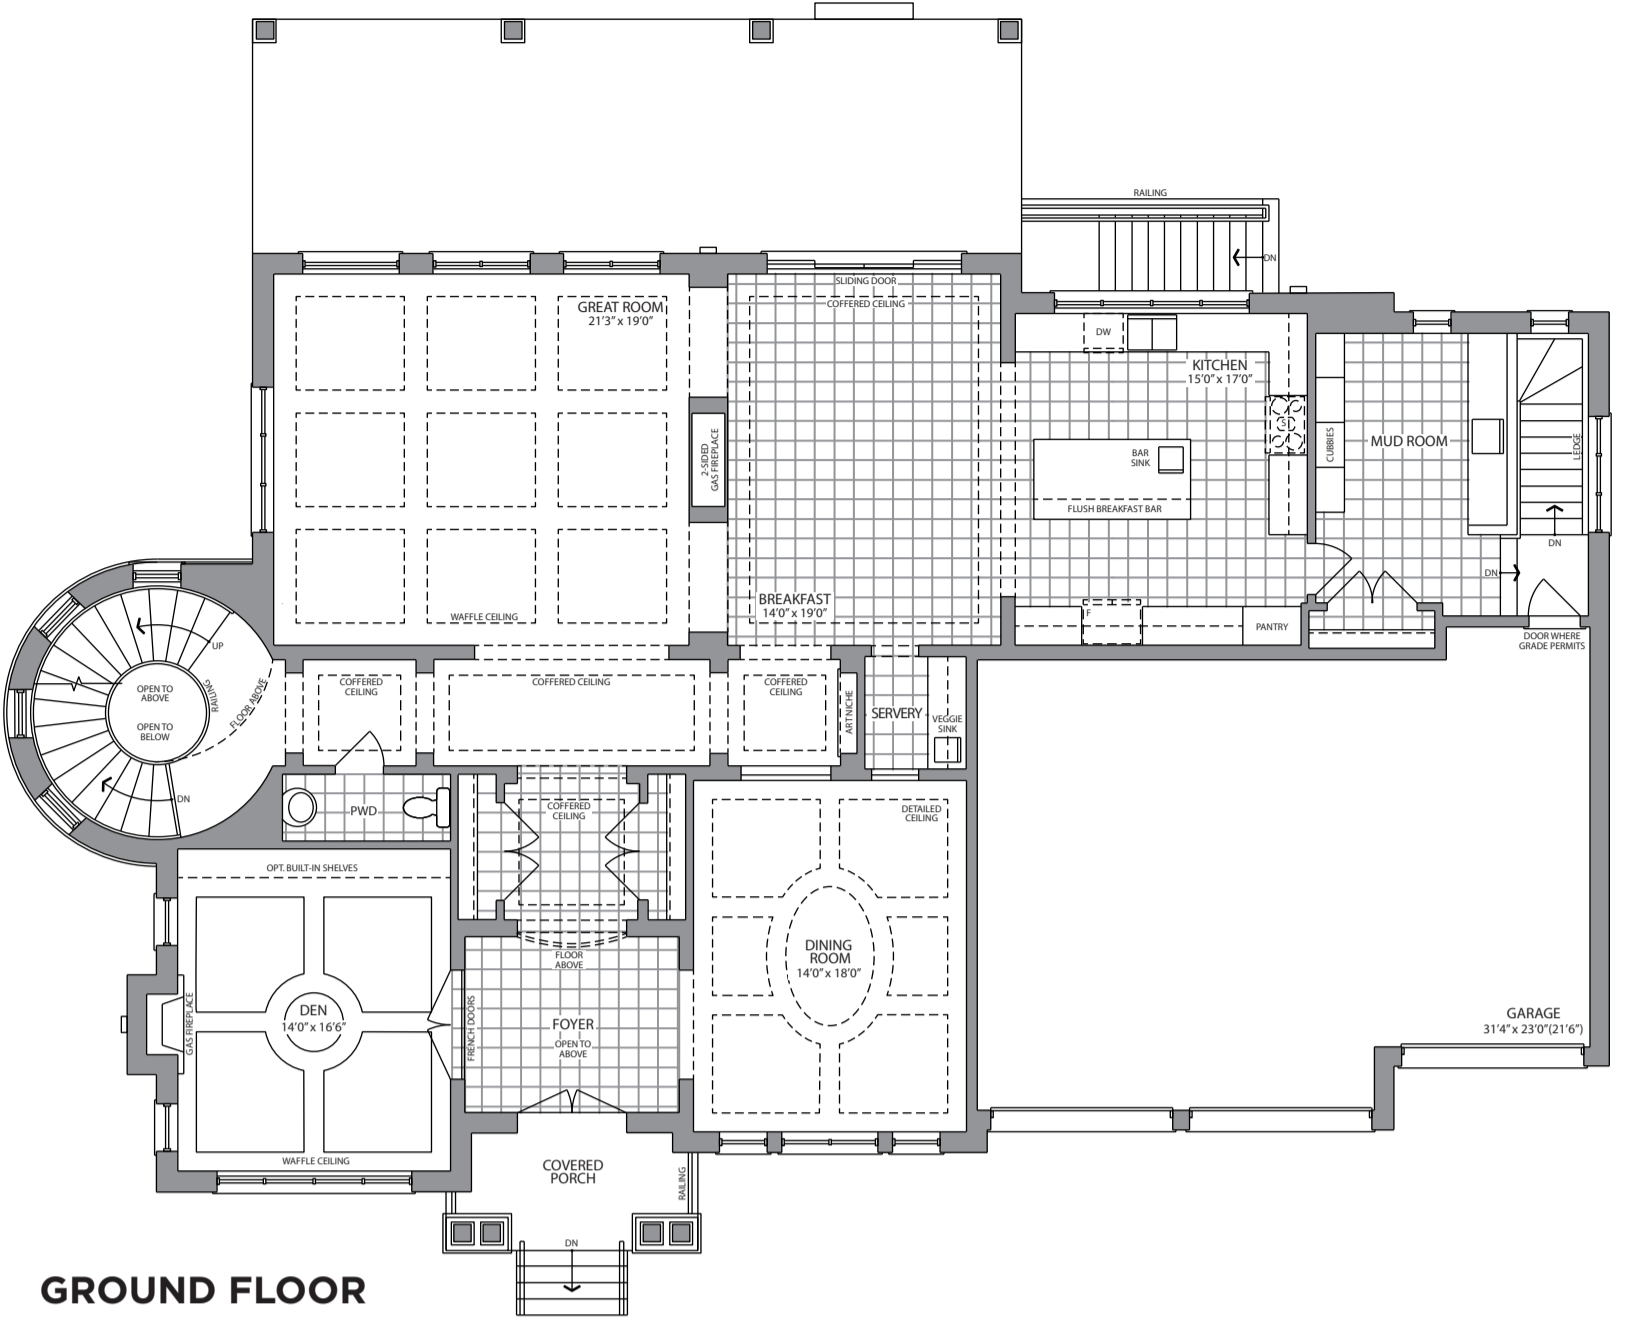 RAILING
DN
SLIDING DOOR
COFFERED CEILING
GREAT ROOM
21'3" x 19'0"
DW
KITCHEN
15'0" x 17'0"
S
2-SIDED
GAS FIREPLACE
BAR
SINK
FLUSH BREAKFAST BAR
CUBBIES
MUD ROOM
LEDGE
DN
DN
WAFFLE CEILING
BREAKFAST
14'0" x 19'0"
F
PANTRY
DOOR WHERE
GRADE PERMITS
UP
OPEN TO
ABOVE
OPEN TO
BELOW
RAILING
FLOOR ABOVE
DN
COFFERED
CEILING
COFFERED CEILING
COFFERED
CEILING
ART NICHE
SERVERY
VEGGIE
SINK
PWD
COFFERED
CEILING
DETAILED
CEILING
OPT. BUILT-IN SHELVES
FLOOR
ABOVE
DINING
ROOM
14'0" x 18'0"
DEN
14'0" x 16'6"
GAS FIREPLACE
FRENCH DOORS
FOYER
OPEN TO
ABOVE
GARAGE
31'4" x 23'0"(21'6")
WAFFLE CEILING
COVERED
PORCH
RAILING
DN
GROUND FLOOR